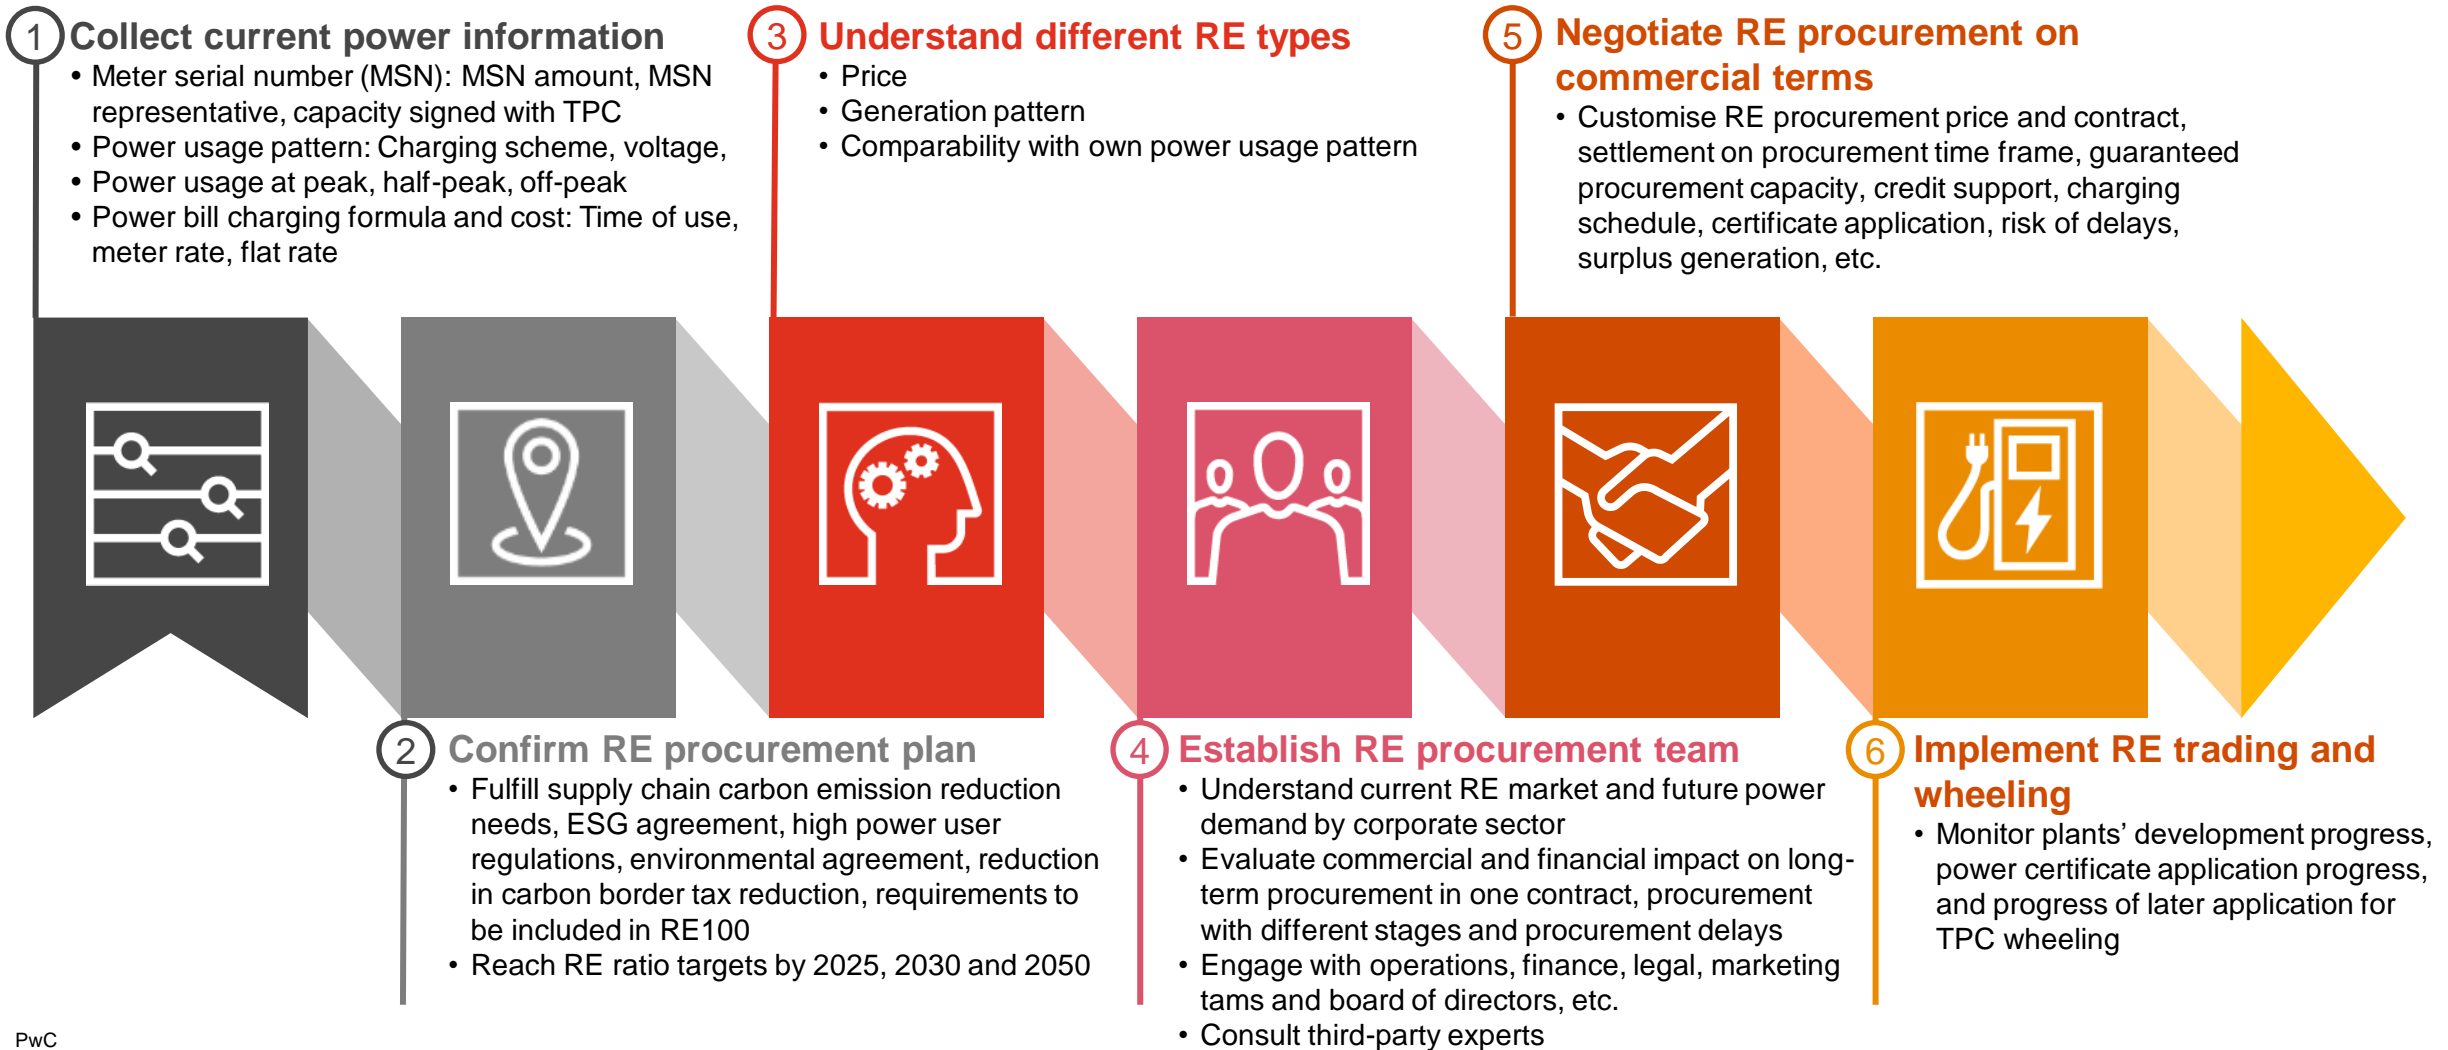 1
Collect current power information
• Meter serial number (MSN): MSN amount, MSN
representative, capacity signed with TPC
• Power usage pattern: Charging scheme, voltage,
• Power usage at peak, half-peak, off-peak
• Power bill charging formula and cost: Time of use,
meter rate, flat rate
2
Confirm RE procurement plan
• Fulfill supply chain carbon emission reduction
needs, ESG agreement, high power user
regulations, environmental agreement, reduction
in carbon border tax reduction, requirements to
be included in RE100
• Reach RE ratio targets by 2025, 2030 and 2050
3
Understand different RE types
• Price
• Generation pattern
• Comparability with own power usage pattern
4
Establish RE procurement team
• Understand current RE market and future power
demand by corporate sector
• Evaluate commercial and financial impact on long-
term procurement in one contract, procurement
with different stages and procurement delays
• Engage with operations, finance, legal, marketing
tams and board of directors, etc.
• Consult third-party experts
5
Negotiate RE procurement on
commercial terms
• Customise RE procurement price and contract,
settlement on procurement time frame, guaranteed
procurement capacity, credit support, charging
schedule, certificate application, risk of delays,
surplus generation, etc.
6
Implement RE trading and
wheeling
• Monitor plants’ development progress,
power certificate application progress,
and progress of later application for
TPC wheeling
PwC